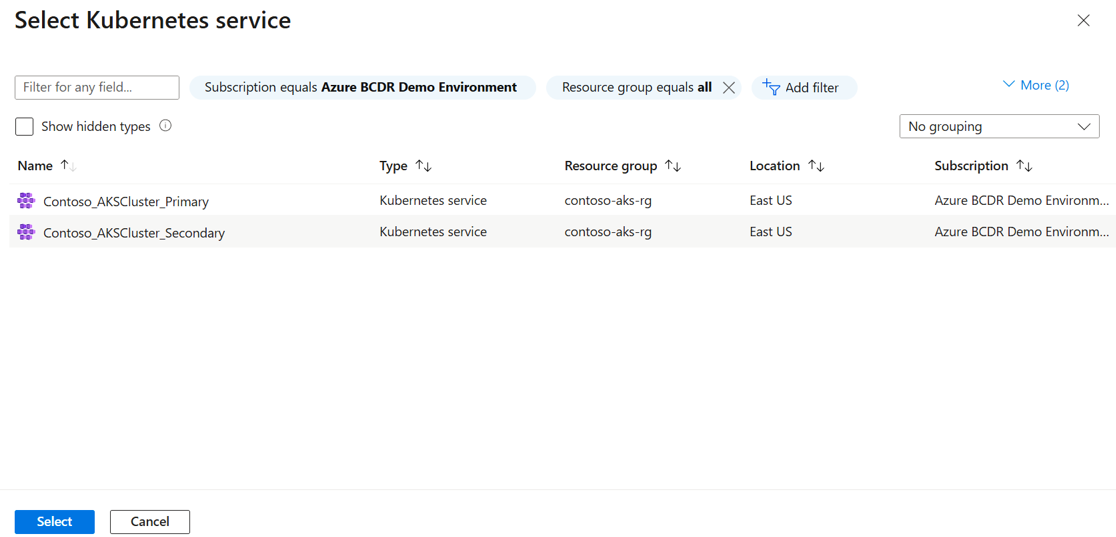 Select Kubernetes service
Filter for any field...
Subscription equals Azure BCDR Demo Environment
Resource group equals all
Add filter
More (2)
Show hidden types
No grouping
Name Type Resource group Location Subscription
Contoso_AKSCluster_Primary Kubernetes service contoso-aks-rg East US Azure BCDR Demo Environm...
Contoso_AKSCluster_Secondary Kubernetes service contoso-aks-rg East US Azure BCDR Demo Environm...
Select Cancel